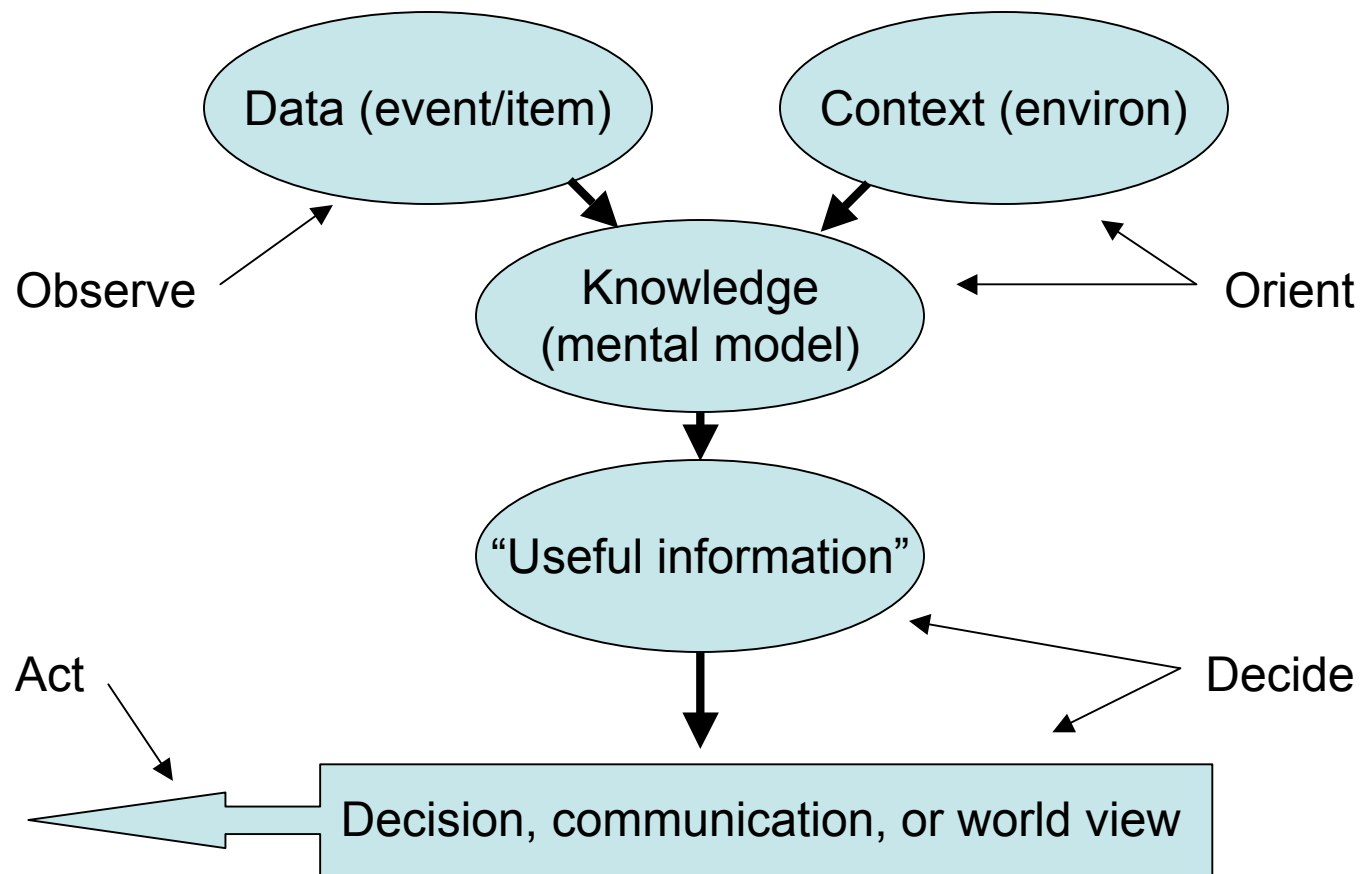 Data (event/item)
Context (environ)
Observe
Knowledge
(mental model)
Orient
“Useful information”
Act
Decide
Decision, communication, or world view